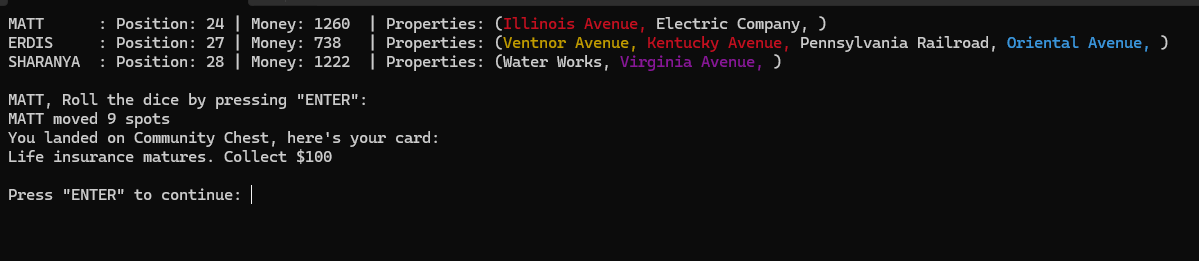 MATT : Position: 24 | Money: 1260 | Properties: (Illinois Avenue, Electric Company, )
ERDIS : Position: 27 | Money: 738 | Properties: (Ventnor Avenue, Kentucky Avenue, Pennsylvania Railroad, Oriental Avenue, )
SHARANYA : Position: 28 | Money: 1222 | Properties: (Water Works, Virginia Avenue, )
MATT, Roll the dice by pressing "ENTER":
MATT moved 9 spots
You landed on Community Chest, here's your card:
Life insurance matures. Collect $100
Press "ENTER" to continue: